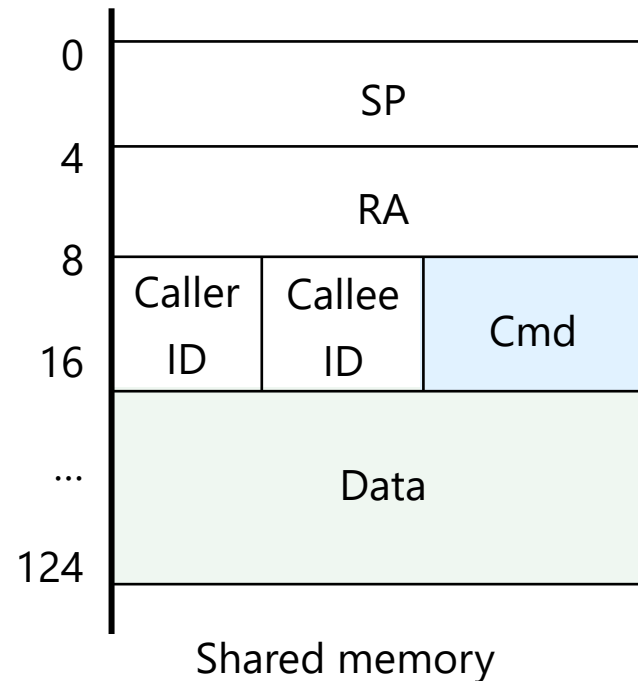 0
SP
4
RA
8
Caller ID
Callee ID
Cmd
16
...
Data
124
Shared memory